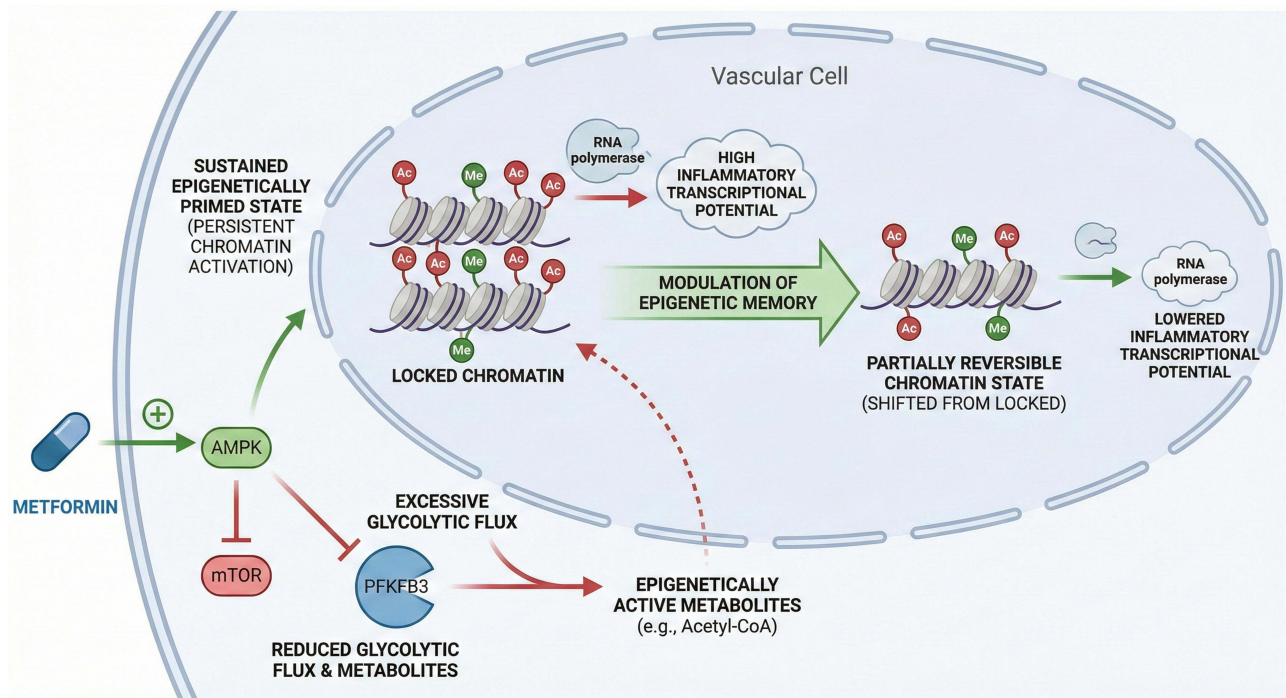 Vascular Cell
SUSTAINED
EPIGENETICALLY
PRIMED STATE
(PERSISTENT
CHROMATIN
ACTIVATION)
Ac
Me
Ac
Ac
Ac
Ac
Me
Ac
Ac
Me
LOCKED CHROMATIN
RNA
polymerase
HIGH
INFLAMMATORY
TRANSCRIPTIONAL
POTENTIAL
MODULATION OF
EPIGENETIC MEMORY
Ac
Me
Ac
Ac
Me
PARTIALLY REVERSIBLE
CHROMATIN STATE
(SHIFTED FROM LOCKED)
RNA
polymerase
LOWERED
INFLAMMATORY
TRANSCRIPTIONAL
POTENTIAL
METFORMIN
+
AMPK
mTOR
EXCESSIVE
GLYCOLYTIC FLUX
PFKFB3
REDUCED GLYCOLYTIC
FLUX & METABOLITES
EPIGENETICALLY
ACTIVE METABOLITES
(e.g., Acetyl-CoA)